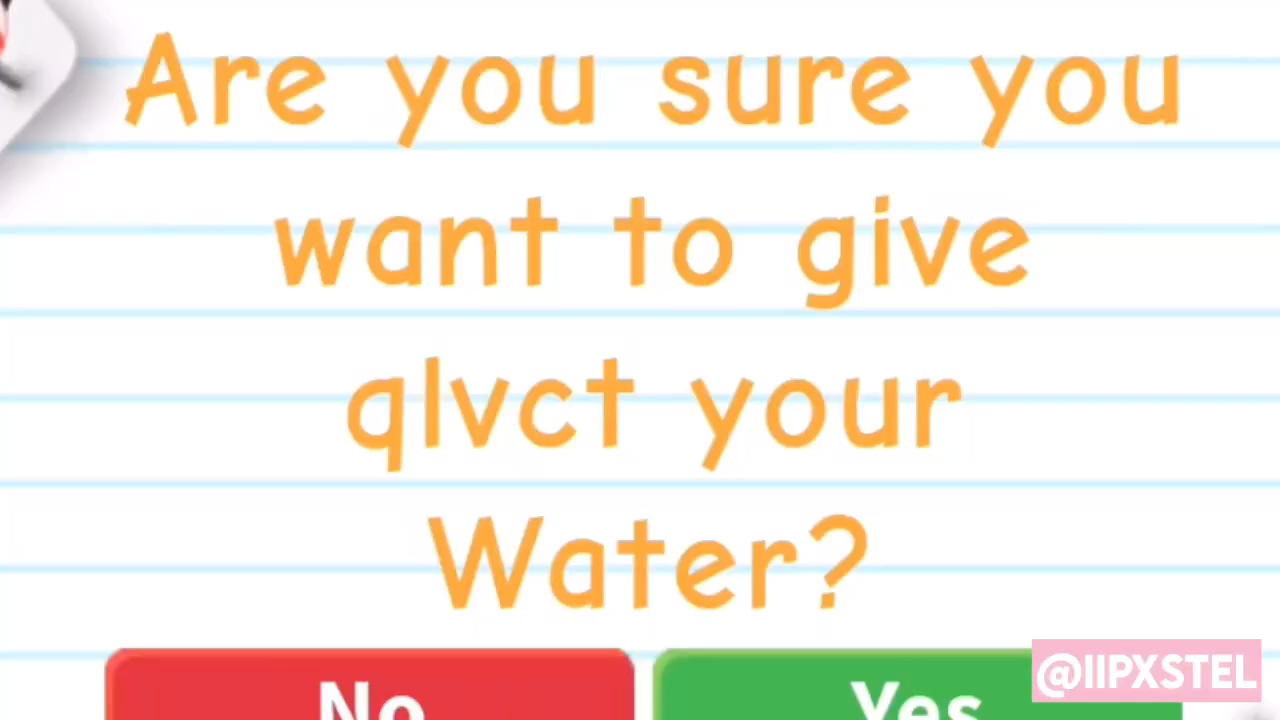 Are you sure you
want to give
qlvct your
Water?
No
Yes
@IIPXSTEL